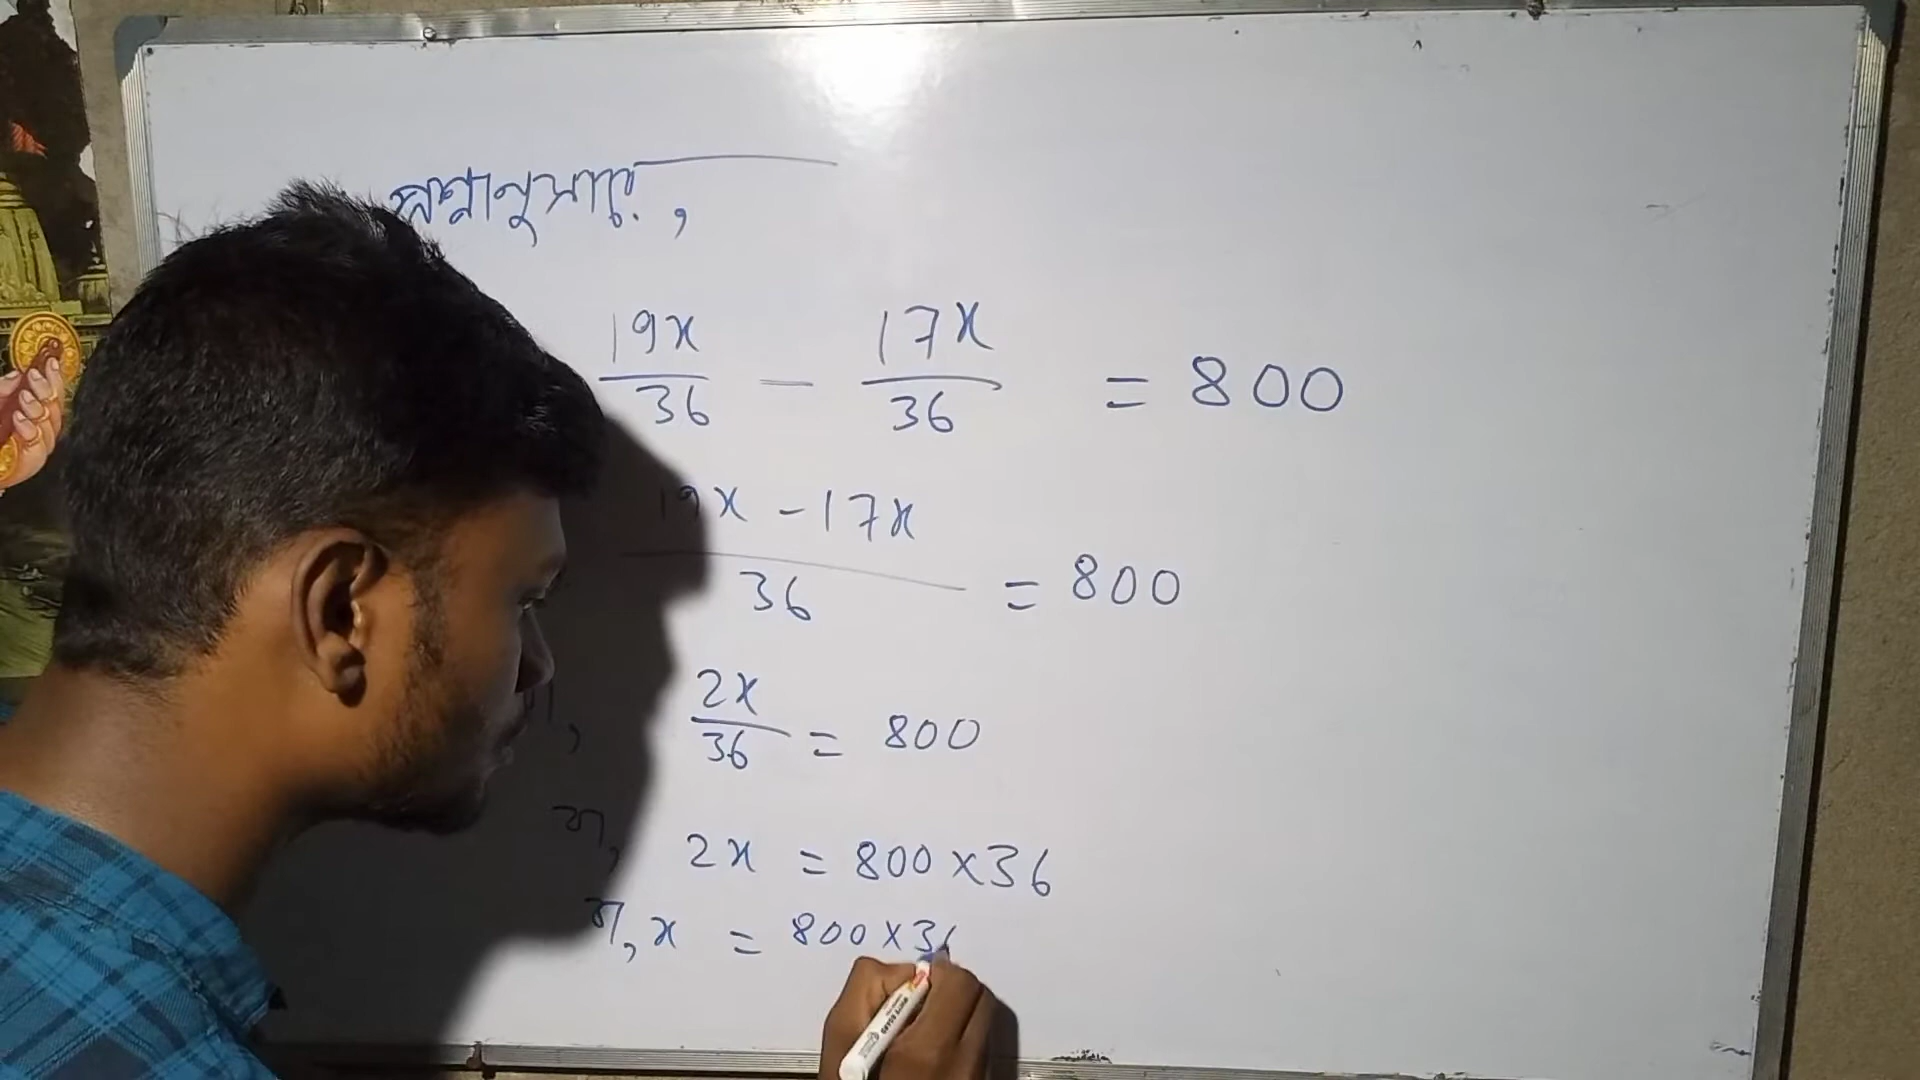 প্রশ্নানুসারে,
19x/36 - 17x/36 = 800
19x - 17x/36 = 800
2x/36 = 800
বা, 2x = 800 × 36
বা, x = 800 × 36